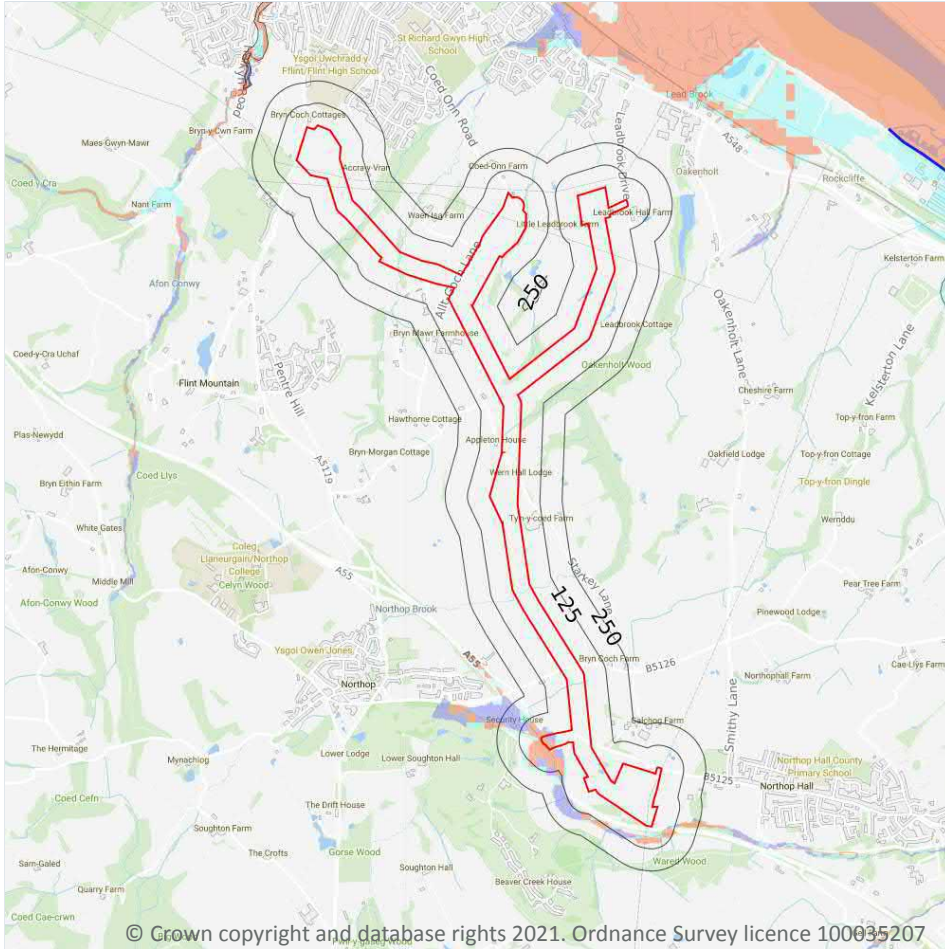 St Richard Gwyn High
School
Ysgol Uwchradd y
Fflint/Flint High School
Coed Onn Road
Lead Brook
A548
Bryn-Coch Cottages
Bryn-y Cwn Farm
Maes-Gwyn-Mawr
Leadbrook Drive
Rockcliffe
Accraw-Vran
Coed-Onn Farm
Oakenholt
Coed y Cra
Nant Farm
Waen Isa Farm
Little Leadbrook Farm
Leadbrook Hall Farm
Kelsterton Farm
Allt-Goch Lane
Afon Conwy
250
Oakenholt Lane
Bryn Mawr Farmhouse
Leadbrook Cottage
Coed-y-Cra Uchaf
Flint Mountain
Pentre Hill
Oakenholt Wood
Kelsterton Lane
Cheshire Farm
Hawthorne Cottage
Top-y-fron Farm
Plas-Newydd
Appleton House
A5119
Bryn-Morgan Cottage
Oakfield Lodge
Top-y-fron Cottage
Coed Llys
Wern Hall Lodge
Bryn Eithin Farm
Top-y-fron Dingle
White Gates
Tyn-y-coed Farm
Wernddu
Coleg
Llaneurgain/Northop
College
Celyn Wood
Afon-Conwy
Middle Mill
A55
Starkey Lane
Pear Tree Farm
Afon-Conwy Wood
125
250
Northop Brook
Pinewood Lodge
Ysgol Owen Jones
A55
Bryn Coch Farm
B5126
Cae-Llys Farm
Northop
Northophall Farm
Smithy Lane
Security House
Galchog Farm
The Hermitage
Mynachlog
Lower Lodge
Lower Soughton Hall
B5125
Northop Hall County
Primary School
Northop Hall
Coed Cefn
The Drift House
Soughton Farm
The Crofts
Gorse Wood
Sam-Galed
Soughton Hall
Wared Wood
Beaver Creek House
Quarry Farm
Coed Cae-crwn
© Crown copyright and database rights 2021. Ordnance Survey licence 100035207